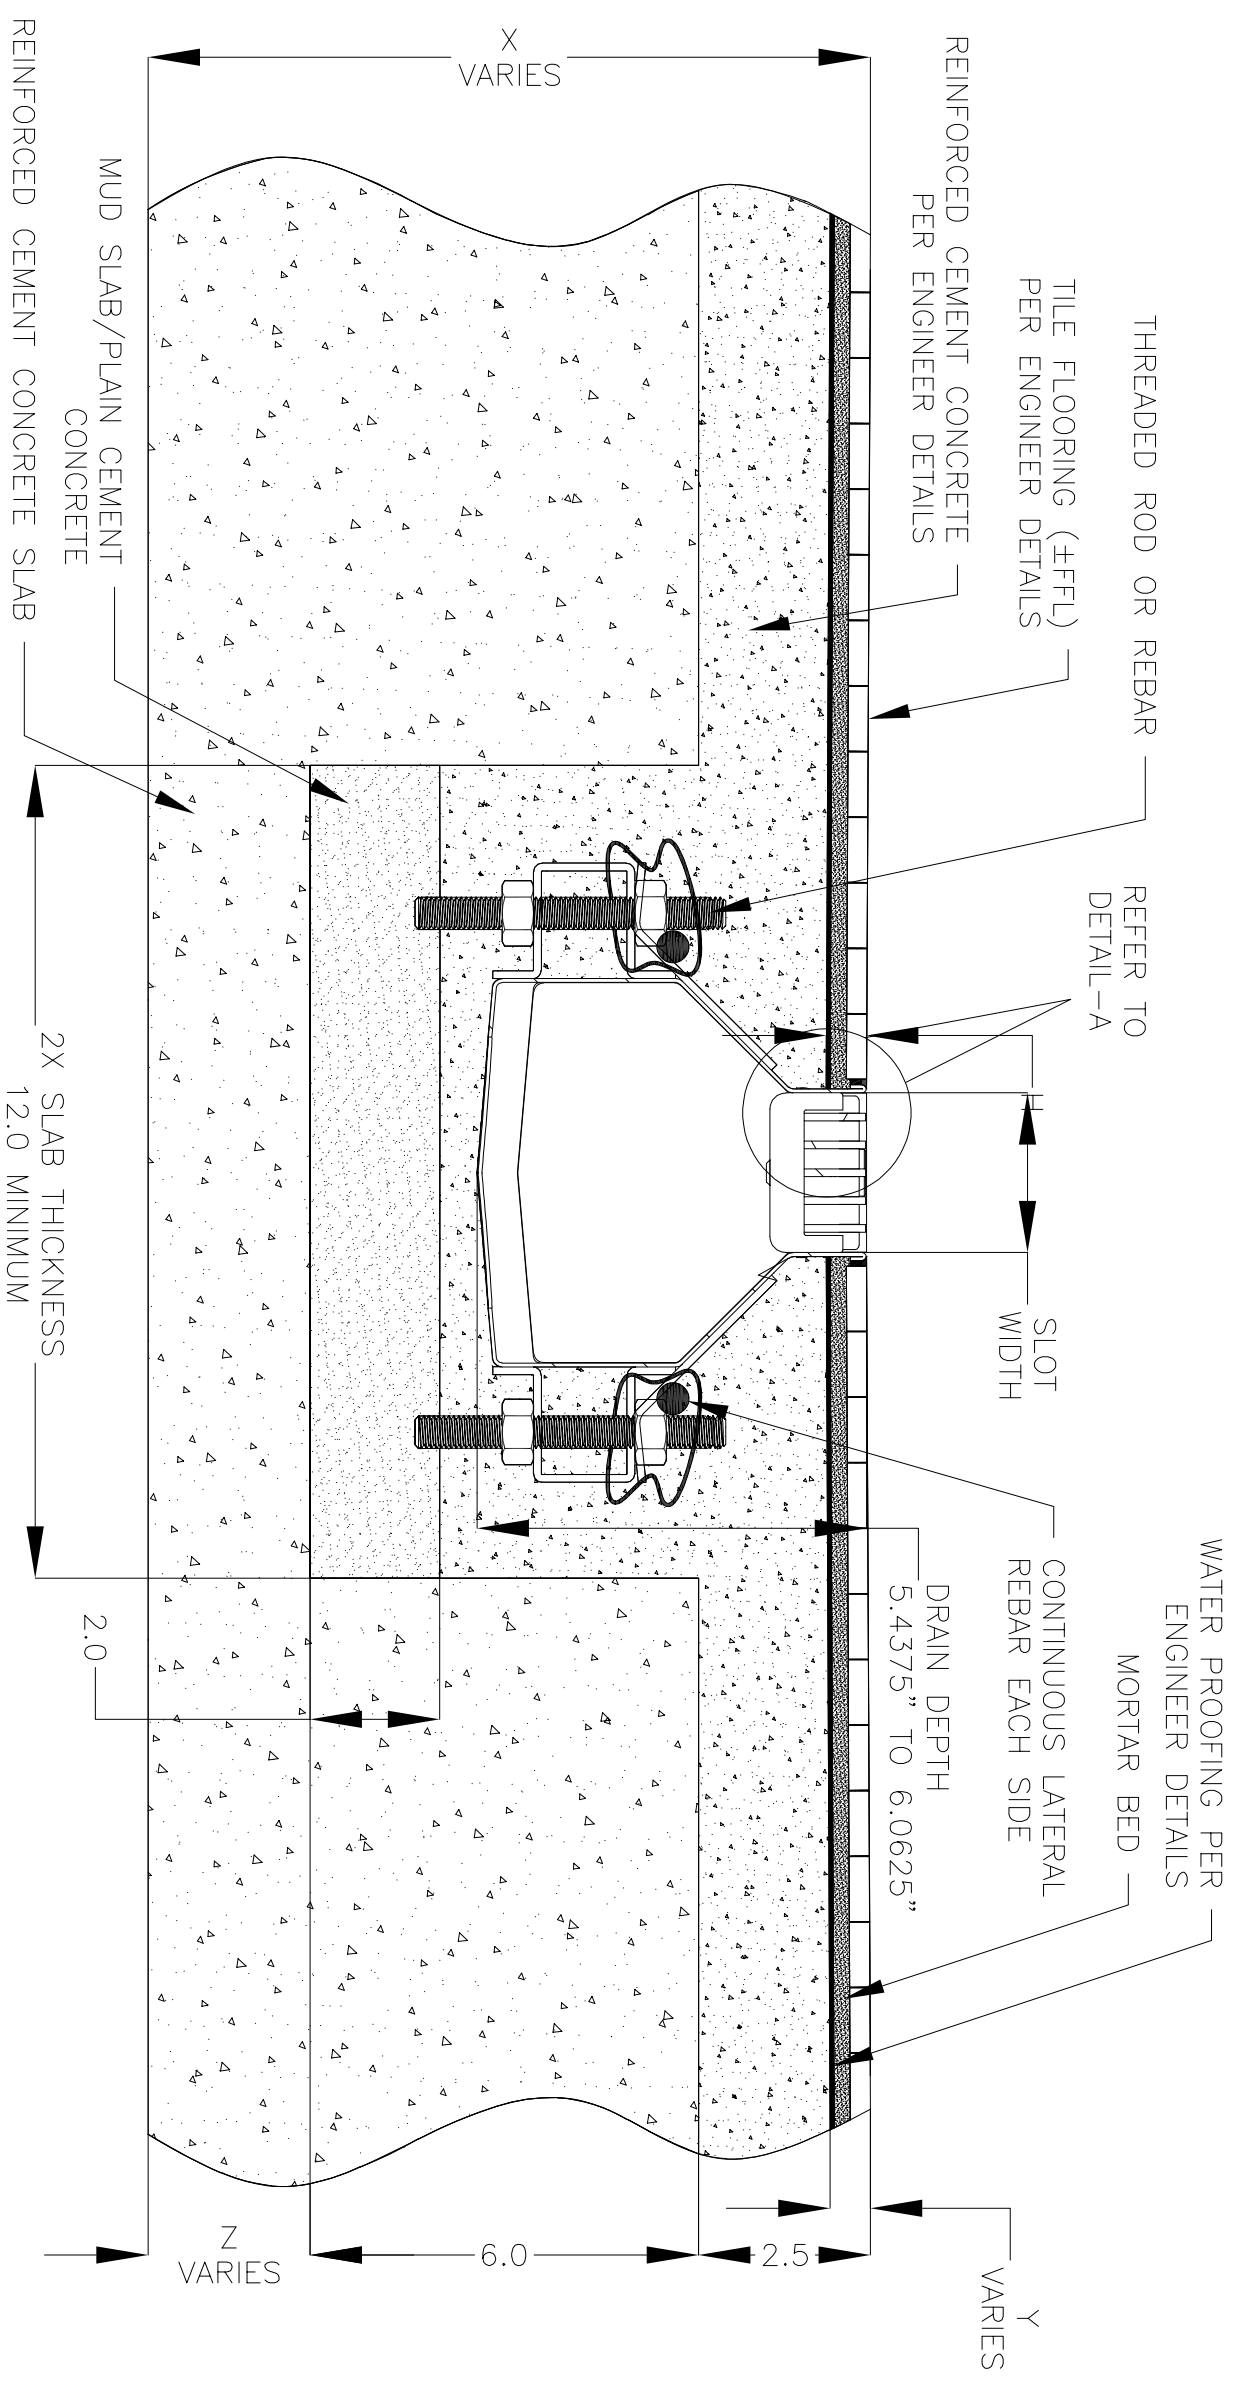 X
VARIES
REINFORCED CEMENT CONCRETE
PER ENGINEER DETAILS
TILE FLOORING (±FFL)
PER ENGINEER DETAILS
THREADED ROD OR REBAR
REFER TO
DETAIL-A
SLOT
WIDTH
DRAIN DEPTH
5.4375" TO 6.0625"
CONTINUOUS LATERAL
REBAR EACH SIDE
MORTAR BED
WATER PROOFING PER
ENGINEER DETAILS
Y
VARIES
2.5
6.0
Z
VARIES
2.0
2X SLAB THICKNESS
12.0 MINIMUM
MUD SLAB/PLAIN CEMENT
CONCRETE
REINFORCED CEMENT CONCRETE SLAB